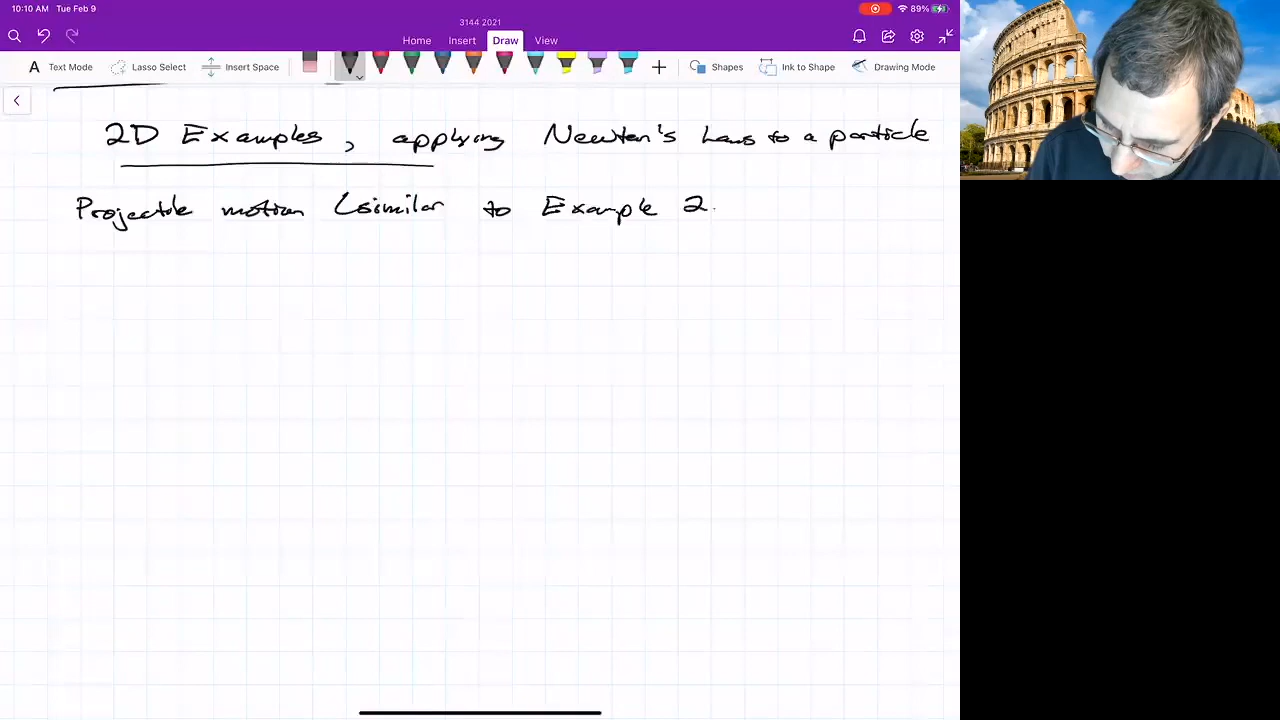 10:10 AM Tue Feb 9
89%
3144 2021
Home Insert Draw View
A Text Mode Lasso Select Insert Space Shapes Ink to Shape Drawing Mode
2D Examples, applying Newton's Laws to a particle
Projectile motion (similar to Example 2.